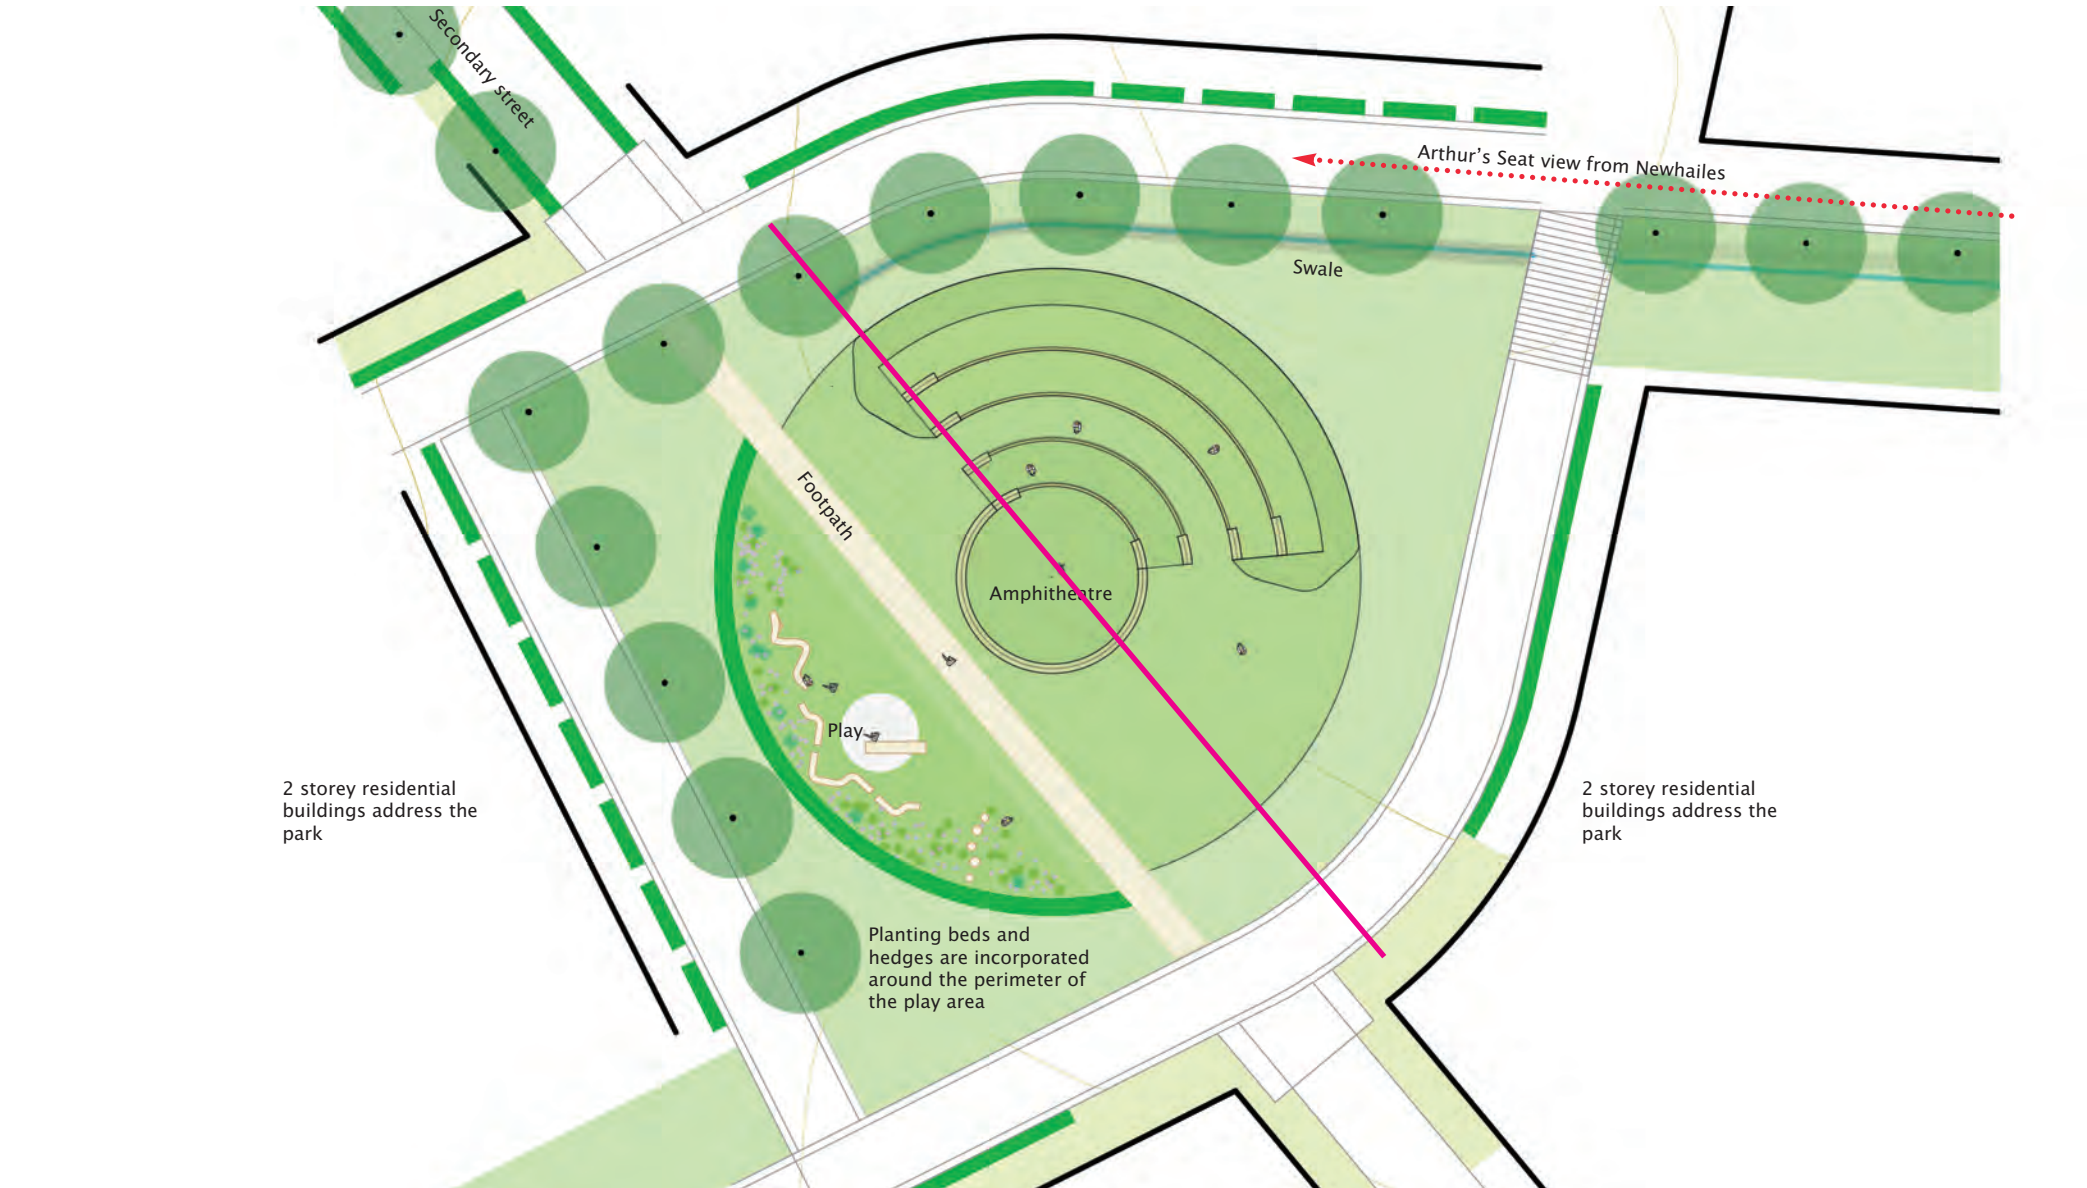 Secondary street
Arthur's Seat view from Newhailes
Swale
Footpath
Amphitheatre
Play
2 storey residential
buildings address the
park
2 storey residential
buildings address the
park
Planting beds and
hedges are incorporated
around the perimeter of
the play area